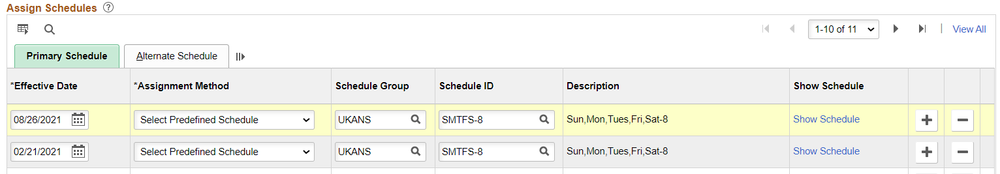 Assign Schedules ?
1-10 of 11 | View All
Primary Schedule Alternate Schedule
*Effective Date *Assignment Method Schedule Group Schedule ID Description Show Schedule
08/26/2021 Select Predefined Schedule UKANS SMTFS-8 Sun,Mon,Tues,Fri,Sat-8 Show Schedule
02/21/2021 Select Predefined Schedule UKANS SMTFS-8 Sun,Mon,Tues,Fri,Sat-8 Show Schedule